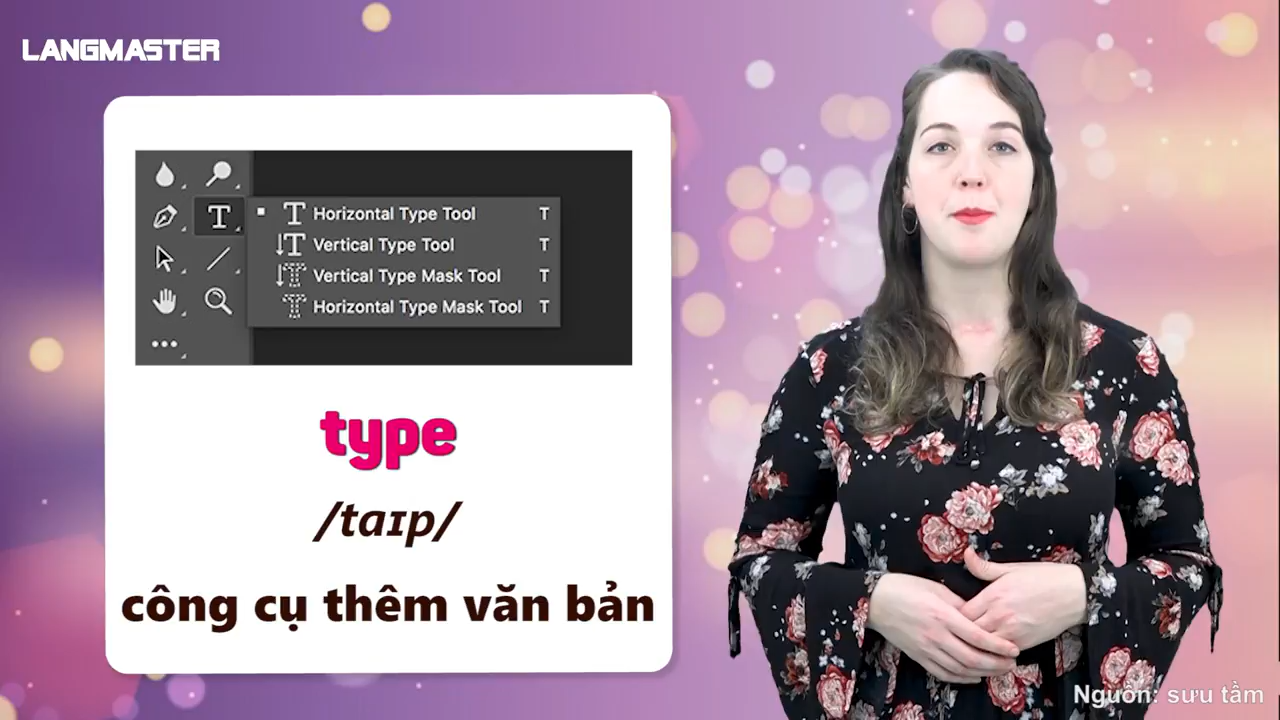 LANGMASTER
T Horizontal Type Tool T
T Vertical Type Tool T
T Vertical Type Mask Tool T
T Horizontal Type Mask Tool T
type
/taɪp/
công cụ thêm văn bản
Nguồn: sưu tầm